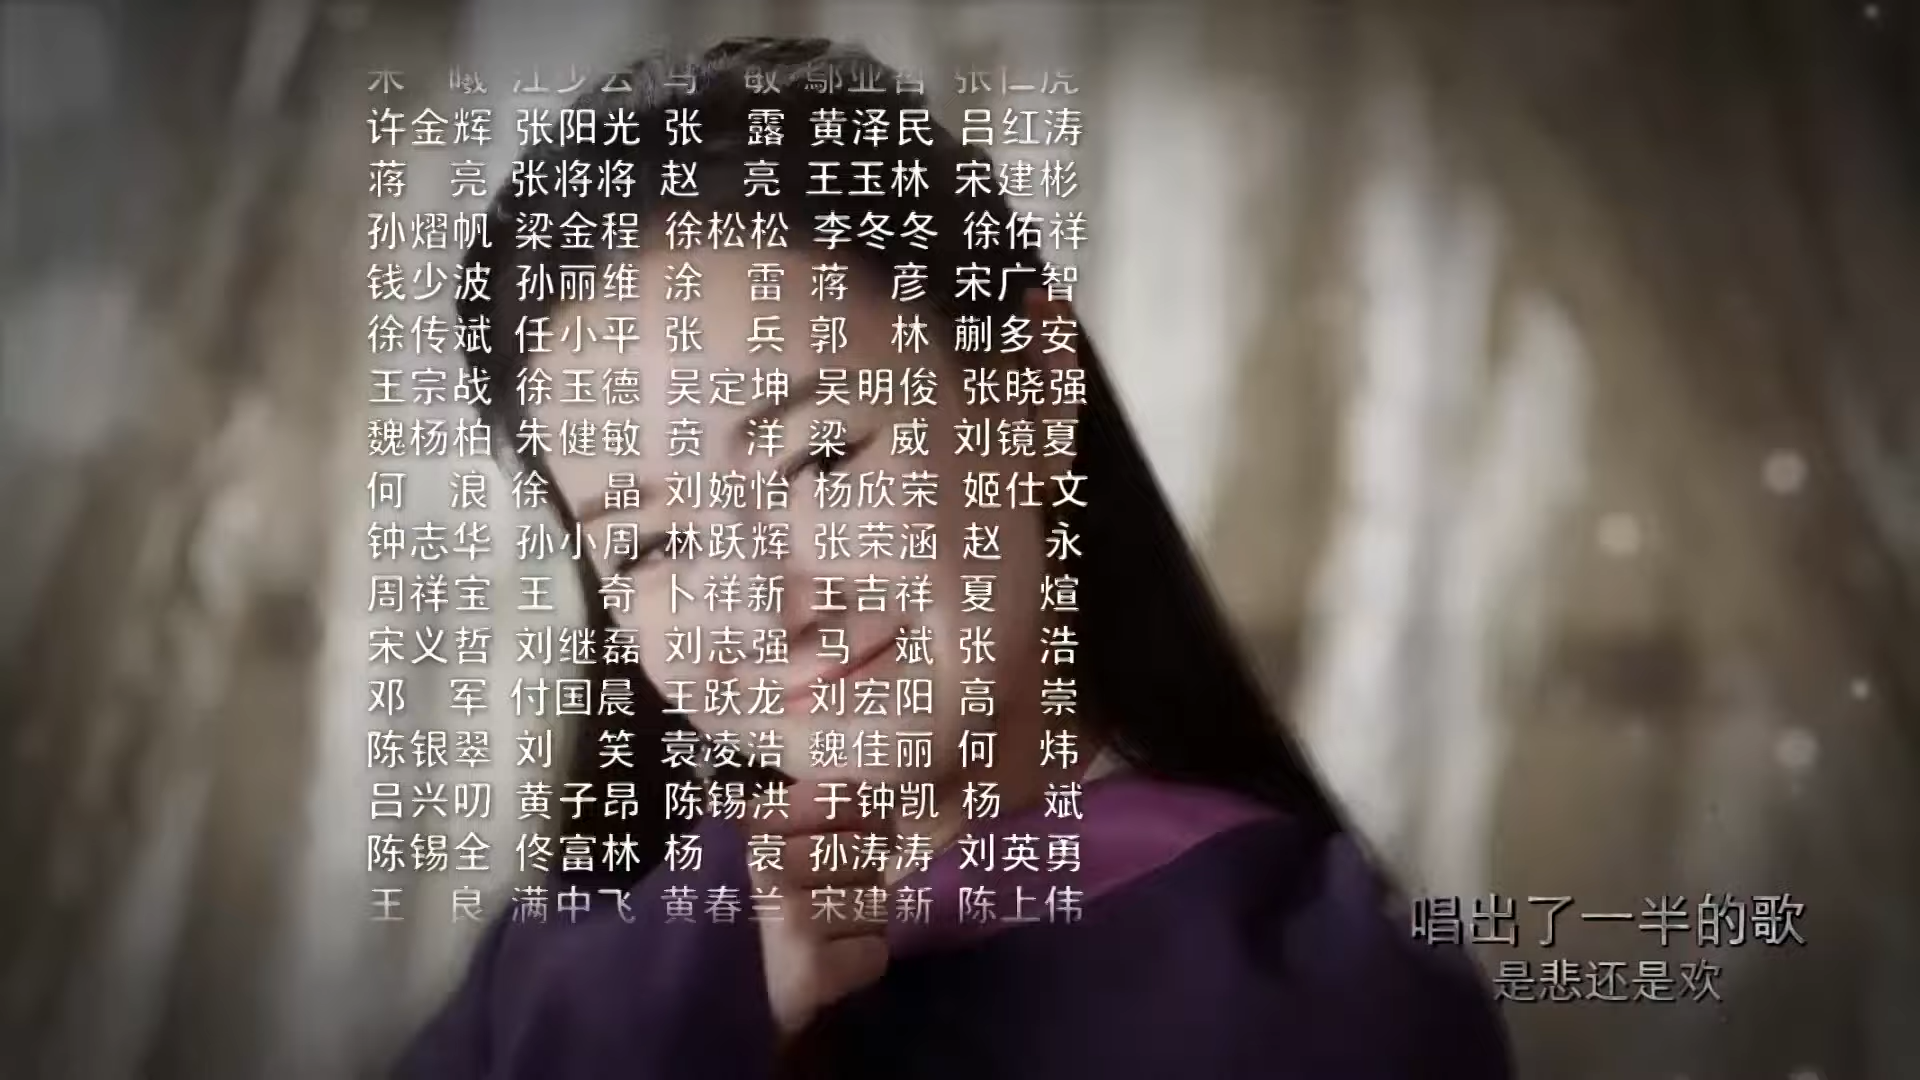 许金辉 张阳光 张 露 黄泽民 吕红涛
蒋 亮 张将将 赵 亮 王玉林 宋建彬
孙熠帆 梁金程 徐松松 李冬冬 徐佑祥
钱少波 孙丽维 涂 雷 蒋 彦 宋广智
徐传斌 任小平 张 兵 郭 林 蒯多安
王宗战 徐玉德 吴定坤 吴明俊 张晓强
魏杨柏 朱健敏 贲 洋 梁 威 刘镜夏
何 浪 徐 晶 刘婉怡 杨欣荣 姬仕文
钟志华 孙小周 林跃辉 张荣涵 赵 永
周祥宝 王 奇 卜祥新 王吉祥 夏 煊
宋义哲 刘继磊 刘志强 马 斌 张 浩
邓 军 付国晨 王跃龙 刘宏阳 高 崇
陈银翠 刘 笑 袁凌浩 魏佳丽 何 炜
吕兴叨 黄子昂 陈锡洪 于钟凯 杨 斌
陈锡全 佟富林 杨 袁 孙涛涛 刘英勇
王 良 满中飞 黄春兰 宋建新 陈上伟
唱出了一半的歌
是悲还是欢